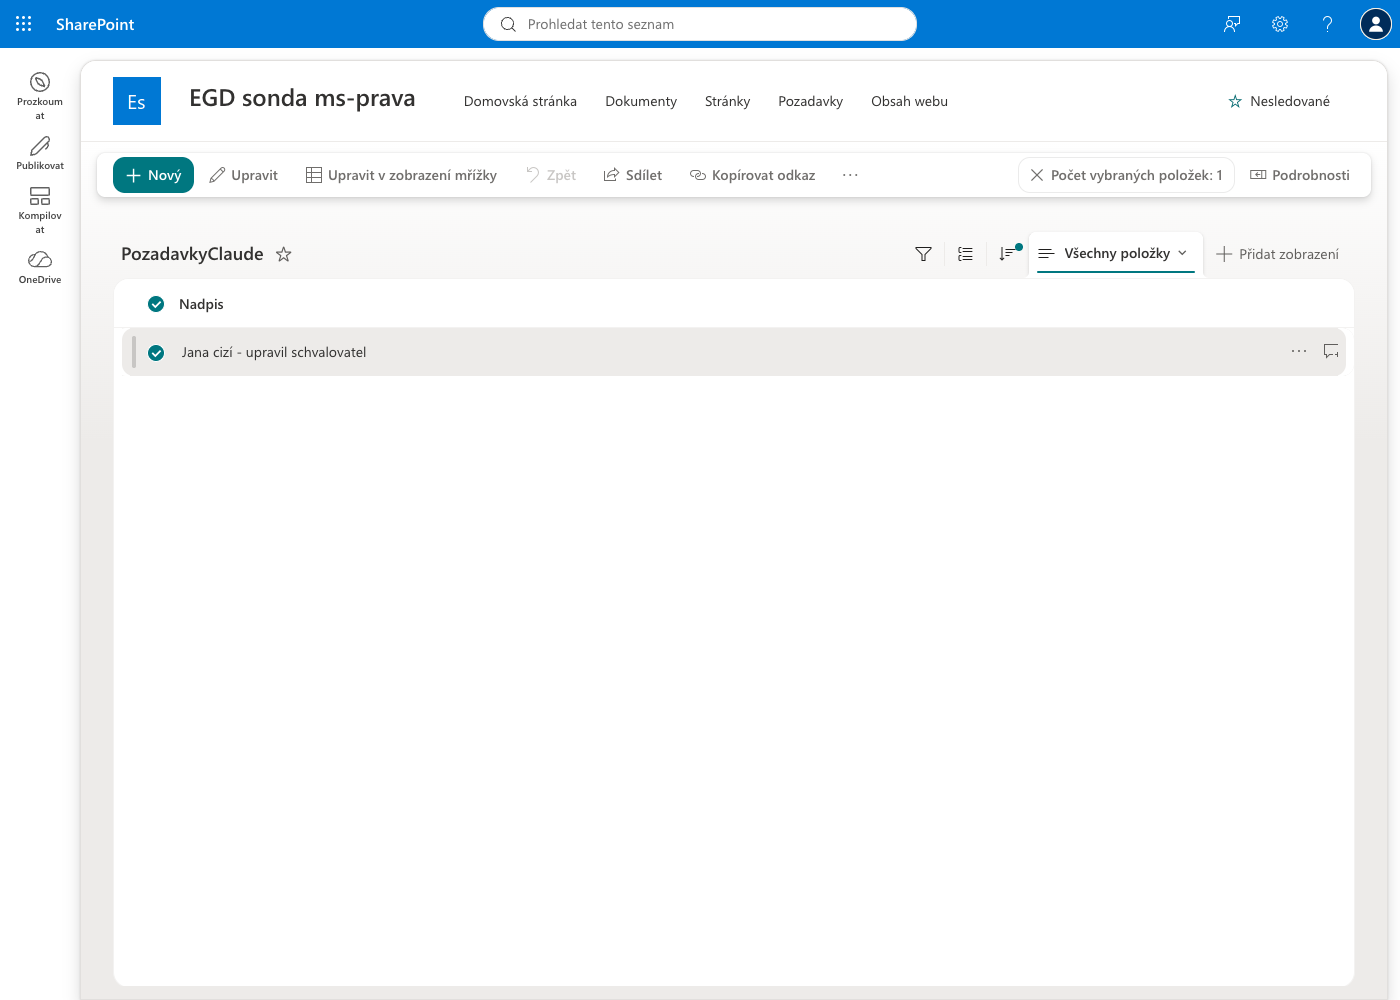 SharePoint
Prohledat tento seznam
?
Prozkoum
at
Publikovat
Kompilov
at
OneDrive
Es
EGD sonda ms-prava
Domovská stránka
Dokumenty
Stránky
Pozadavky
Obsah webu
Nesledované
Nový
Upravit
Upravit v zobrazení mřížky
Zpět
Sdílet
Kopírovat odkaz
Počet vybraných položek: 1
Podrobnosti
PozadavkyClaude
Všechny položky
Přidat zobrazení
Nadpis
Jana cizí - upravil schvalovatel